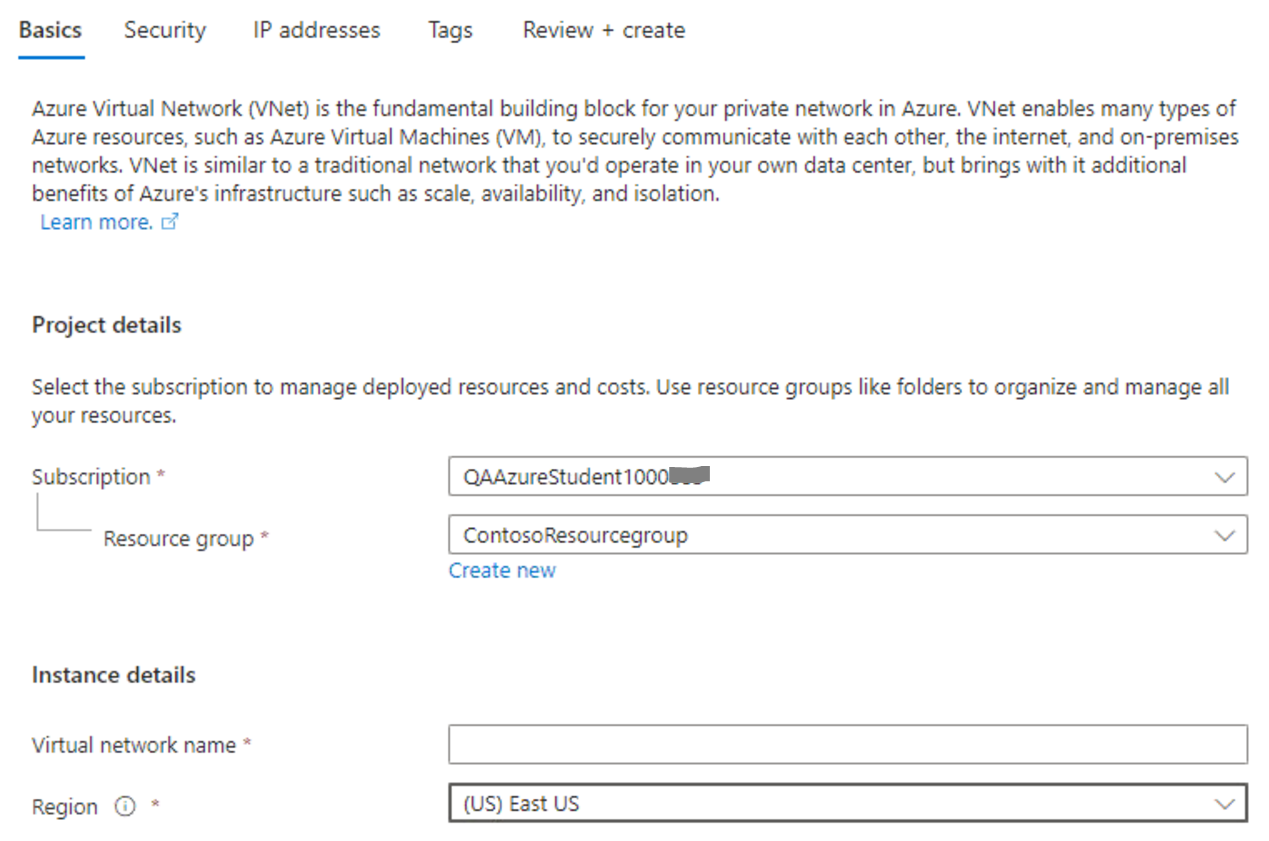 Basics Security IP addresses Tags Review + create
Azure Virtual Network (VNet) is the fundamental building block for your private network in Azure. VNet enables many types of
Azure resources, such as Azure Virtual Machines (VM), to securely communicate with each other, the internet, and on-premises
networks. VNet is similar to a traditional network that you'd operate in your own data center, but brings with it additional
benefits of Azure's infrastructure such as scale, availability, and isolation.
Learn more.
Project details
Select the subscription to manage deployed resources and costs. Use resource groups like folders to organize and manage all
your resources.
Subscription * QAAzureStudent1000
Resource group * ContosoResourcegroup
Create new
Instance details
Virtual network name *
Region * (US) East US